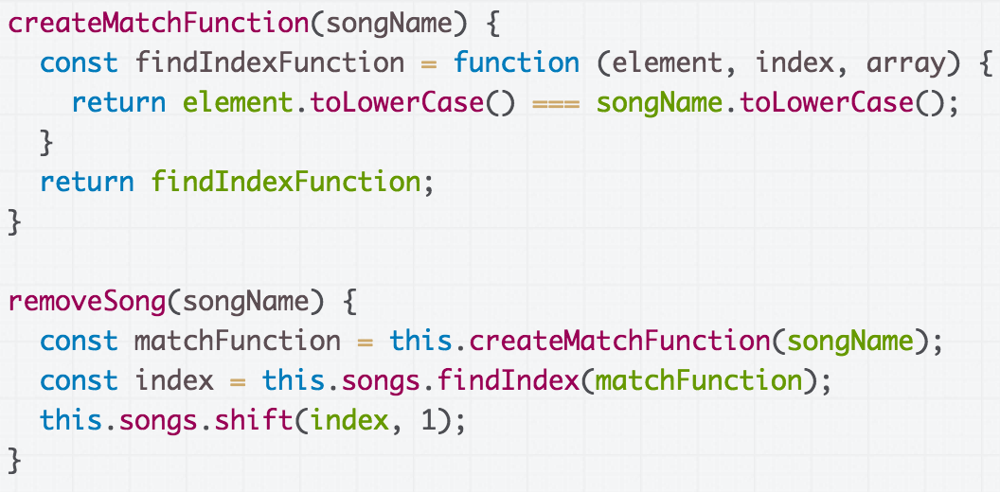 createMatchFunction(songName) {
  const findIndexFunction = function (element, index, array) {
    return element.toLowerCase() === songName.toLowerCase();
  }
  return findIndexFunction;
}

removeSong(songName) {
  const matchFunction = this.createMatchFunction(songName);
  const index = this.songs.findIndex(matchFunction);
  this.songs.shift(index, 1);
}